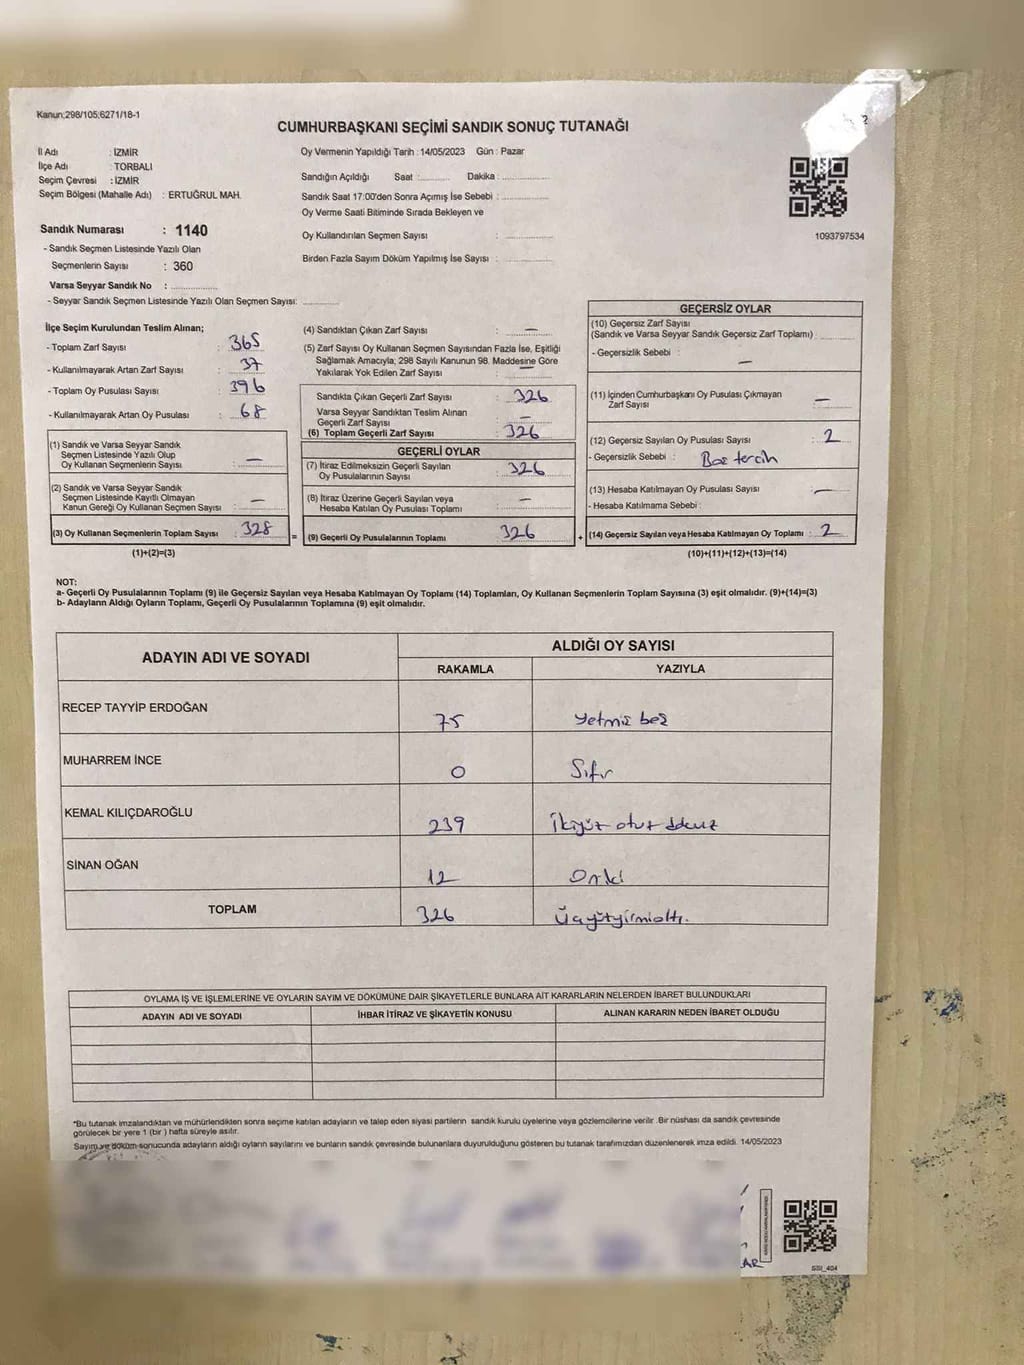 Kanun;298/105;6271/18-1
CUMHURBAŞKANI SEÇİMİ SANDIK SONUÇ TUTANAĞI
İl Adı : İZMİR
İlçe Adı : TORBALI
Seçim Çevresi : İZMİR
Seçim Bölgesi (Mahalle Adı) : ERTUĞRUL MAH.
Sandık Numarası : 1140
- Sandık Seçmen Listesinde Yazılı Olan
Seçmenlerin Sayısı : 360
Varsa Seyyar Sandık No :
- Seyyar Sandık Seçmen Listesinde Yazılı Olan Seçmen Sayısı:
Oy Vermenin Yapıldığı Tarih : 14/05/2023 Gün : Pazar
Sandığın Açıldığı Saat : Dakika :
Sandık Saat 17:00'den Sonra Açımış İse Sebebi :
Oy Verme Saati Bitiminde Sırada Bekleyen ve
Oy Kullandırılan Seçmen Sayısı :
Birden Fazla Sayım Döküm Yapılmış İse Sayısı :
1093797534
İlçe Seçim Kurulundan Teslim Alınan;
- Toplam Zarf Sayısı : 365
- Kullanılmayarak Artan Zarf Sayısı : 37
- Toplam Oy Pusulası Sayısı : 396
- Kullanılmayarak Artan Oy Pusulası : 68
(1) Sandık ve Varsa Seyyar Sandık
Seçmen Listesinde Yazılı Olup
Oy Kullanan Seçmenlerin Sayısı : —
(2) Sandık ve Varsa Seyyar Sandık
Seçmen Listesinde Kayıtlı Olmayan
Kanun Gereği Oy Kullanan Seçmen Sayısı : —
(3) Oy Kullanan Seçmenlerin Toplam Sayısı : 328
(1)+(2)=(3)
(4) Sandıktan Çıkan Zarf Sayısı : —
(5) Zarf Sayısı Oy Kullanan Seçmen Sayısından Fazla İse, Eşitliği
Sağlamak Amacıyla; 298 Sayılı Kanunun 98. Maddesine Göre
Yakılarak Yok Edilen Zarf Sayısı : —
Sandıkta Çıkan Geçerli Zarf Sayısı : 326
Varsa Seyyar Sandıktan Teslim Alınan
Geçerli Zarf Sayısı : —
(6) Toplam Geçerli Zarf Sayısı : 326
GEÇERLİ OYLAR
(7) İtiraz Edilmeksizin Geçerli Sayılan
Oy Pusulalarının Sayısı : 326
(8) İtiraz Üzerine Geçerli Sayılan veya
Hesaba Katılan Oy Pusulası Toplamı : —
= (9) Geçerli Oy Pusulalarının Toplamı : 326
GEÇERSİZ OYLAR
(10) Geçersiz Zarf Sayısı
(Sandık ve Varsa Seyyar Sandık Geçersiz Zarf Toplamı) :
- Geçersizlik Sebebi : —
(11) İçinden Cumhurbaşkanı Oy Pusulası Çıkmayan
Zarf Sayısı : —
(12) Geçersiz Sayılan Oy Pusulası Sayısı : 2
- Geçersizlik Sebebi : Boş tercih
(13) Hesaba Katılmayan Oy Pusulası Sayısı : —
- Hesaba Katılmama Sebebi :
+ (14) Geçersiz Sayılan veya Hesaba Katılmayan Oy Toplamı : 2
(10)+(11)+(12)+(13)=(14)
NOT:
a- Geçerli Oy Pusulalarının Toplamı (9) ile Geçersiz Sayılan veya Hesaba Katılmayan Oy Toplamı (14) Toplamları, Oy Kullanan Seçmenlerin Toplam Sayısına (3) eşit olmalıdır. (9)+(14)=(3)
b- Adayların Aldığı Oyların Toplamı, Geçerli Oy Pusulalarının Toplamına (9) eşit olmalıdır.
ADAYIN ADI VE SOYADI ALDIĞI OY SAYISI
RAKAMLA YAZIYLA
RECEP TAYYİP ERDOĞAN 75 yetmiş beş
MUHARREM İNCE 0 Sıfır
KEMAL KILIÇDAROĞLU 239 İkiyüz otuz dokuz
SİNAN OĞAN 12 Oniki
TOPLAM 326 Üçyüzyirmialtı.
OYLAMA İŞ VE İŞLEMLERİNE VE OYLARIN SAYIM VE DÖKÜMÜNE DAİR ŞİKAYETLERLE BUNLARA AİT KARARLARIN NELERDEN İBARET BULUNDUKLARI
ADAYIN ADI VE SOYADI İHBAR İTİRAZ VE ŞİKAYETİN KONUSU ALINAN KARARIN NEDEN İBARET OLDUĞU
*Bu tutanak imzalandıktan ve mühürlendikten sonra seçime katılan adayların ve talep eden siyasi partilerin sandık kurulu üyelerine veya gözlemcilerine verilir. Bir nüshası da sandık çevresinde
görülecek bir yere 1 (bir) hafta süreyle asılır.
Sayım ve döküm sonucunda adayların aldığı oyların sayılarını ve bunların sandık çevresinde bulunanlara duyurulduğunu gösteren bu tutanak tarafımızdan düzenlenerek imza edildi. 14/05/2023
SSI_404